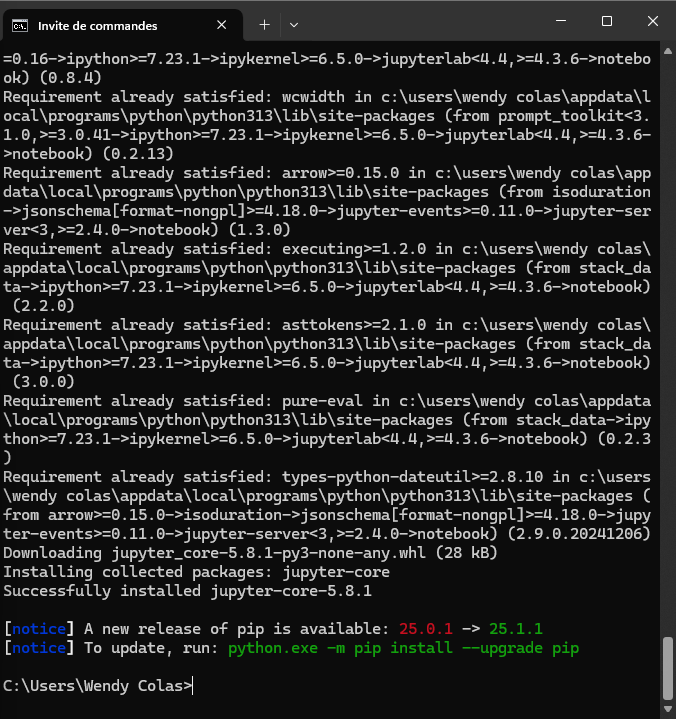 Invite de commandes
=0.16->ipython>=7.23.1->ipykernel>=6.5.0->jupyterlab<4.4,>=4.3.6->notebo
ok) (0.8.4)
Requirement already satisfied: wcwidth in c:\users\wendy colas\appdata\l
ocal\programs\python\python313\lib\site-packages (from prompt_toolkit<3.
1.0,>=3.0.41->ipython>=7.23.1->ipykernel>=6.5.0->jupyterlab<4.4,>=4.3.6-
>notebook) (0.2.13)
Requirement already satisfied: arrow>=0.15.0 in c:\users\wendy colas\app
data\local\programs\python\python313\lib\site-packages (from isoduration
->jsonschema[format-nongpl]>=4.18.0->jupyter-events>=0.11.0->jupyter-ser
ver<3,>=2.4.0->notebook) (1.3.0)
Requirement already satisfied: executing>=1.2.0 in c:\users\wendy colas\
appdata\local\programs\python\python313\lib\site-packages (from stack_da
ta->ipython>=7.23.1->ipykernel>=6.5.0->jupyterlab<4.4,>=4.3.6->notebook)
 (2.2.0)
Requirement already satisfied: asttokens>=2.1.0 in c:\users\wendy colas\
appdata\local\programs\python\python313\lib\site-packages (from stack_da
ta->ipython>=7.23.1->ipykernel>=6.5.0->jupyterlab<4.4,>=4.3.6->notebook)
 (3.0.0)
Requirement already satisfied: pure-eval in c:\users\wendy colas\appdata
\local\programs\python\python313\lib\site-packages (from stack_data->ipy
thon>=7.23.1->ipykernel>=6.5.0->jupyterlab<4.4,>=4.3.6->notebook) (0.2.3
)
Requirement already satisfied: types-python-dateutil>=2.8.10 in c:\users
\wendy colas\appdata\local\programs\python\python313\lib\site-packages (
from arrow>=0.15.0->isoduration->jsonschema[format-nongpl]>=4.18.0->jupy
ter-events>=0.11.0->jupyter-server<3,>=2.4.0->notebook) (2.9.0.20241206)
Downloading jupyter_core-5.8.1-py3-none-any.whl (28 kB)
Installing collected packages: jupyter-core
Successfully installed jupyter-core-5.8.1
[notice] A new release of pip is available: 25.0.1 -> 25.1.1
[notice] To update, run: python.exe -m pip install --upgrade pip
C:\Users\Wendy Colas>